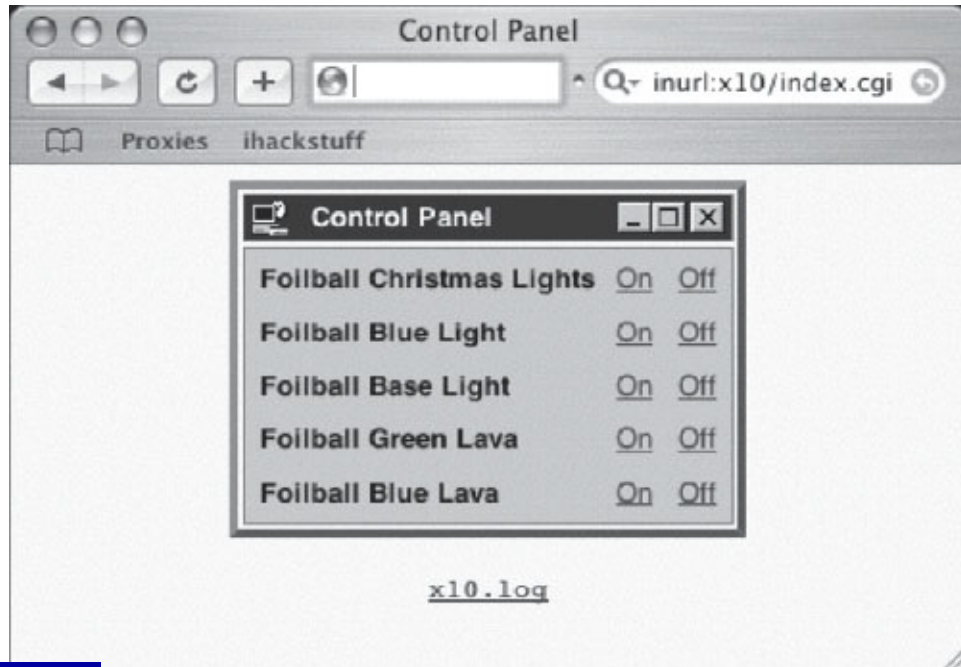 Control Panel
inurl:x10/index.cgi
Proxies ihackstuff
Control Panel
Foilball Christmas Lights On Off
Foilball Blue Light On Off
Foilball Base Light On Off
Foilball Green Lava On Off
Foilball Blue Lava On Off
x10.log